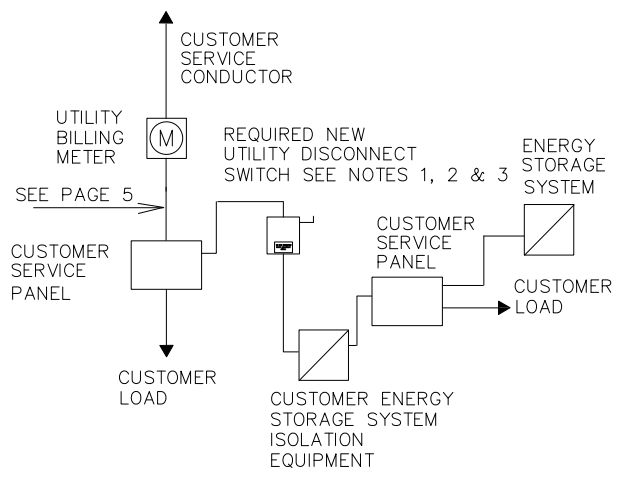 CUSTOMER
SERVICE
CONDUCTOR
UTILITY
BILLING
METER
M
REQUIRED NEW
UTILITY DISCONNECT
SWITCH SEE NOTES 1, 2 & 3
ENERGY
STORAGE
SYSTEM
SEE PAGE 5
CUSTOMER
SERVICE
PANEL
CUSTOMER
SERVICE
PANEL
CUSTOMER
LOAD
CUSTOMER
LOAD
CUSTOMER ENERGY
STORAGE SYSTEM
ISOLATION
EQUIPMENT